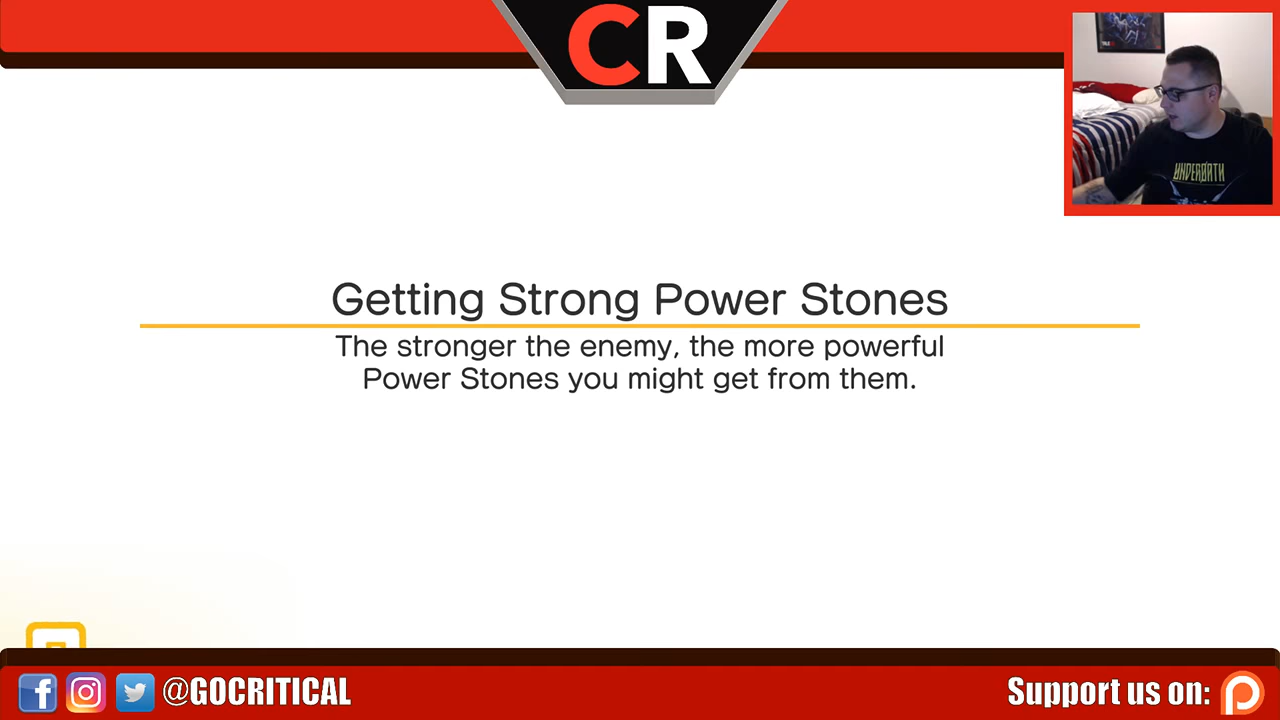 CR
UNDEROATH
Getting Strong Power Stones
The stronger the enemy, the more powerful
Power Stones you might get from them.
@GOCRITICAL
Support us on: